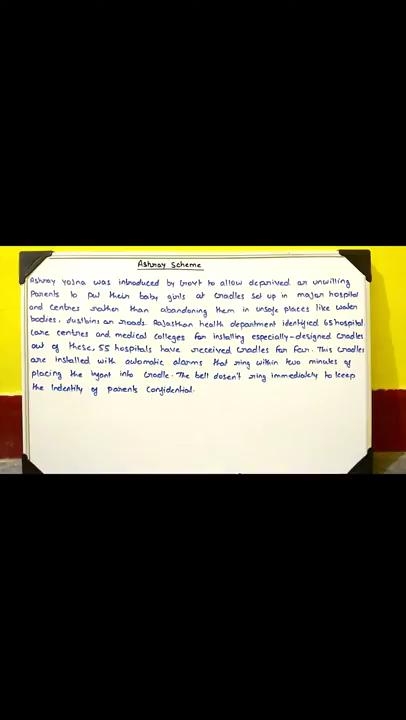 Ashray Scheme
Ashray Yojna was introduced by Govt to allow deprived or unwilling
Parents to put their baby girls at cradles set up in major hospital
and centres rather than abandoning them in unsafe places like water
bodies, dustbins or roads. Rajasthan health department identified 65 hospital
care centres and medical colleges for installing especially-designed cradles
out of these, 55 hospitals have received cradles for far. This cradles
are installed with automatic alarms that ring within two minutes of
placing the infant into cradle. The bell dosen't ring immediately to keep
the Indentity of parents confidential.